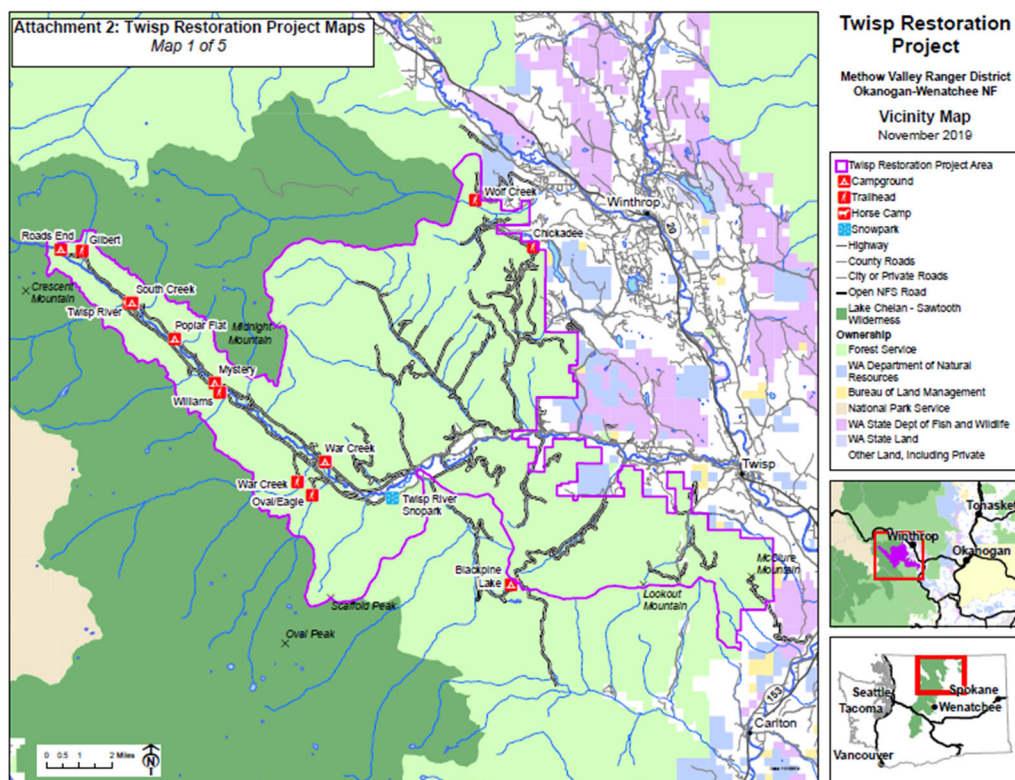 Attachment 2: Twisp Restoration Project Maps
Map 1 of 5
Wolf Creek
Winthrop
Chickadee
20
Roads End
Gilbert
Crescent
Mountain
South Creek
Twisp River
Poplar Flat
Midnight
Mountain
Mystery
Williams
War Creek
War Creek
Oval/Eagle
Twisp River
Snopark
Twisp
Blackpine
Lake
McClure
Mountain
Lookout
Mountain
Scaffold Peak
Oval Peak
153
Carlton
0 0.5 1 2 Miles
N
Twisp Restoration
Project
Methow Valley Ranger District
Okanogan-Wenatchee NF
Vicinity Map
November 2019
Twisp Restoration Project Area
Campground
Trailhead
Horse Camp
Snowpark
Highway
County Roads
City or Private Roads
Open NFS Road
Lake Chelan - Sawtooth
Wilderness
Ownership
Forest Service
WA Department of Natural
Resources
Bureau of Land Management
National Park Service
WA State Dept of Fish and Wildlife
WA State Land
Other Land, Including Private
Tonasket
Winthrop
Okanogan
Seattle
Tacoma
Spokane
Wenatchee
Vancouver